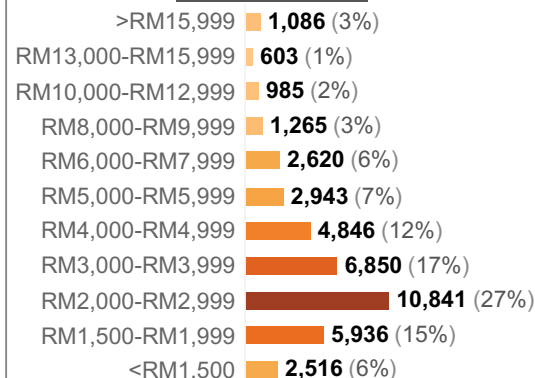 >RM15,999 1,086 (3%)
RM13,000-RM15,999 603 (1%)
RM10,000-RM12,999 985 (2%)
RM8,000-RM9,999 1,265 (3%)
RM6,000-RM7,999 2,620 (6%)
RM5,000-RM5,999 2,943 (7%)
RM4,000-RM4,999 4,846 (12%)
RM3,000-RM3,999 6,850 (17%)
RM2,000-RM2,999 10,841 (27%)
RM1,500-RM1,999 5,936 (15%)
<RM1,500 2,516 (6%)